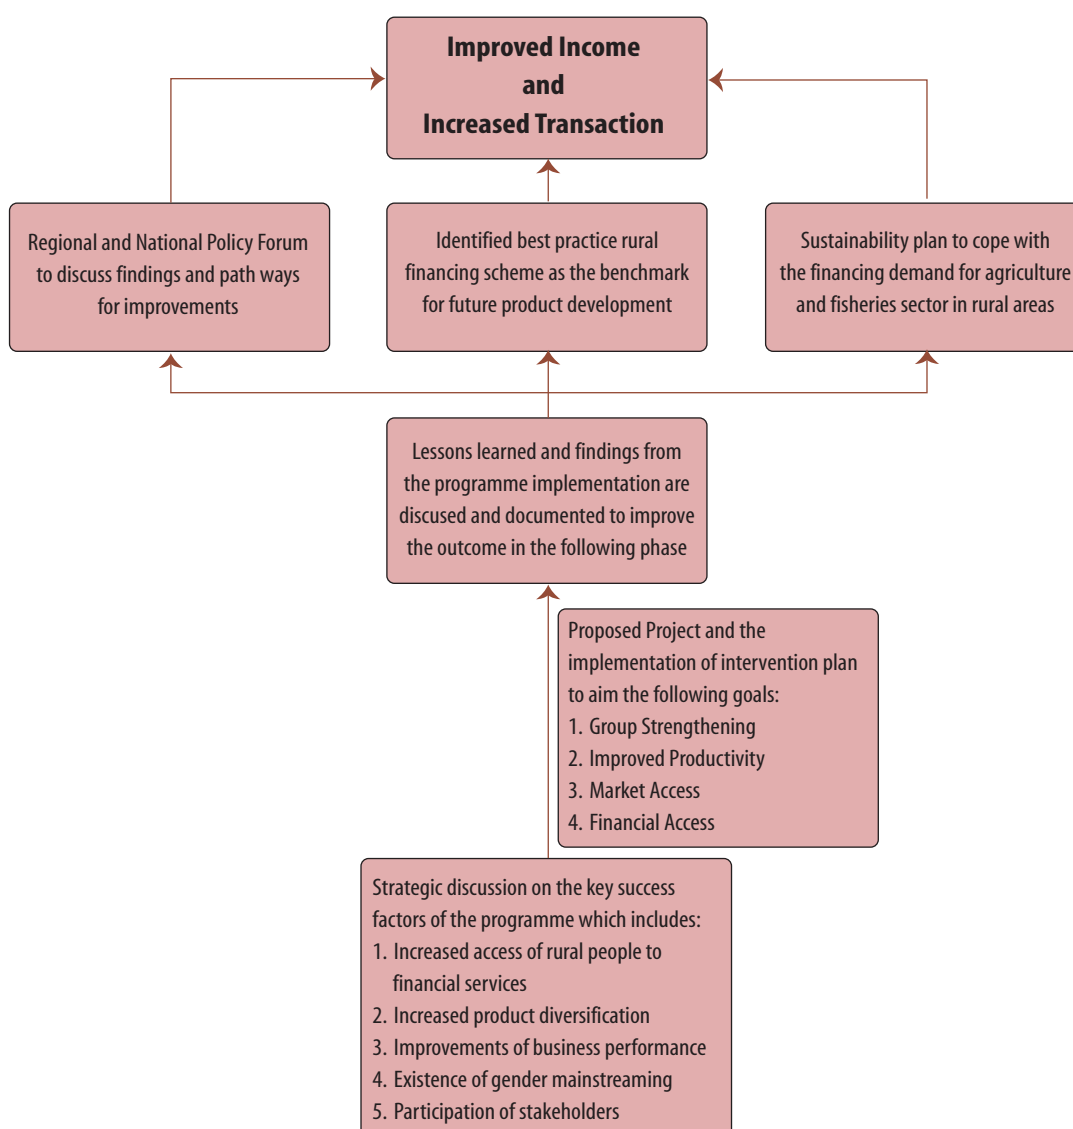 Improved Income
and
Increased Transaction
Regional and National Policy Forum
to discuss findings and path ways
for improvements
Identified best practice rural
financing scheme as the benchmark
for future product development
Sustainability plan to cope with
the financing demand for agriculture
and fisheries sector in rural areas
Lessons learned and findings from
the programme implementation are
discused and documented to improve
the outcome in the following phase
Proposed Project and the
implementation of intervention plan
to aim the following goals:
1. Group Strengthening
2. Improved Productivity
3. Market Access
4. Financial Access
Strategic discussion on the key success
factors of the programme which includes:
1. Increased access of rural people to
financial services
2. Increased product diversification
3. Improvements of business performance
4. Existence of gender mainstreaming
5. Participation of stakeholders